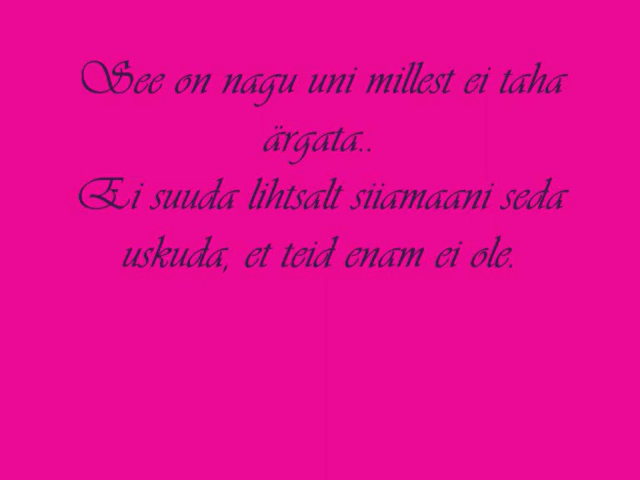 See on nagu uni millest ei taha
ärgata..
Ei suuda lihtsalt siiamaani seda
uskuda, et teid enam ei ole.